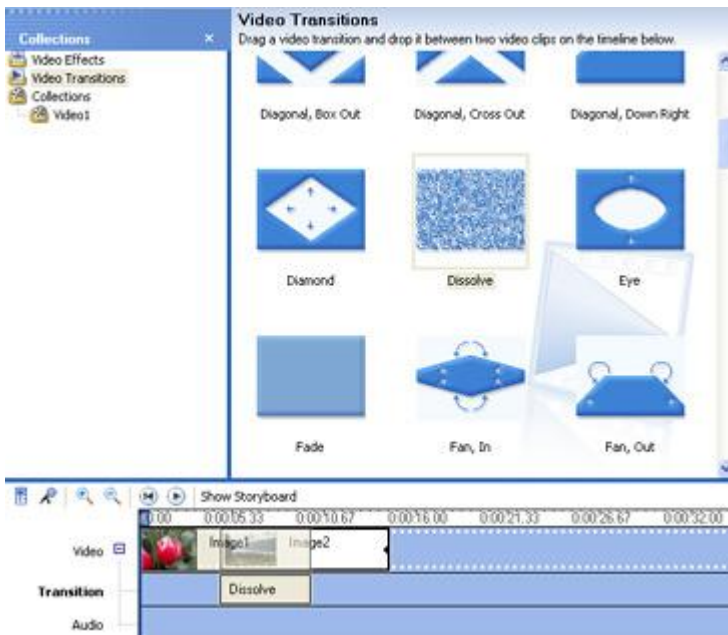 Collections
Video Effects
Video Transitions
Collections
Video1
Video Transitions
Drag a video transition and drop it between two video clips on the timeline below.
Diagonal, Box Out
Diagonal, Cross Out
Diagonal, Down Right
Diamond
Dissolve
Eye
Fade
Fan, In
Fan, Out
Show Storyboard
0:00 0:00:05.33 0:00:10.67 0:00:16.00 0:00:21.33 0:00:26.67 0:00:32.00
Video
Image1
Image2
Transition
Dissolve
Audio